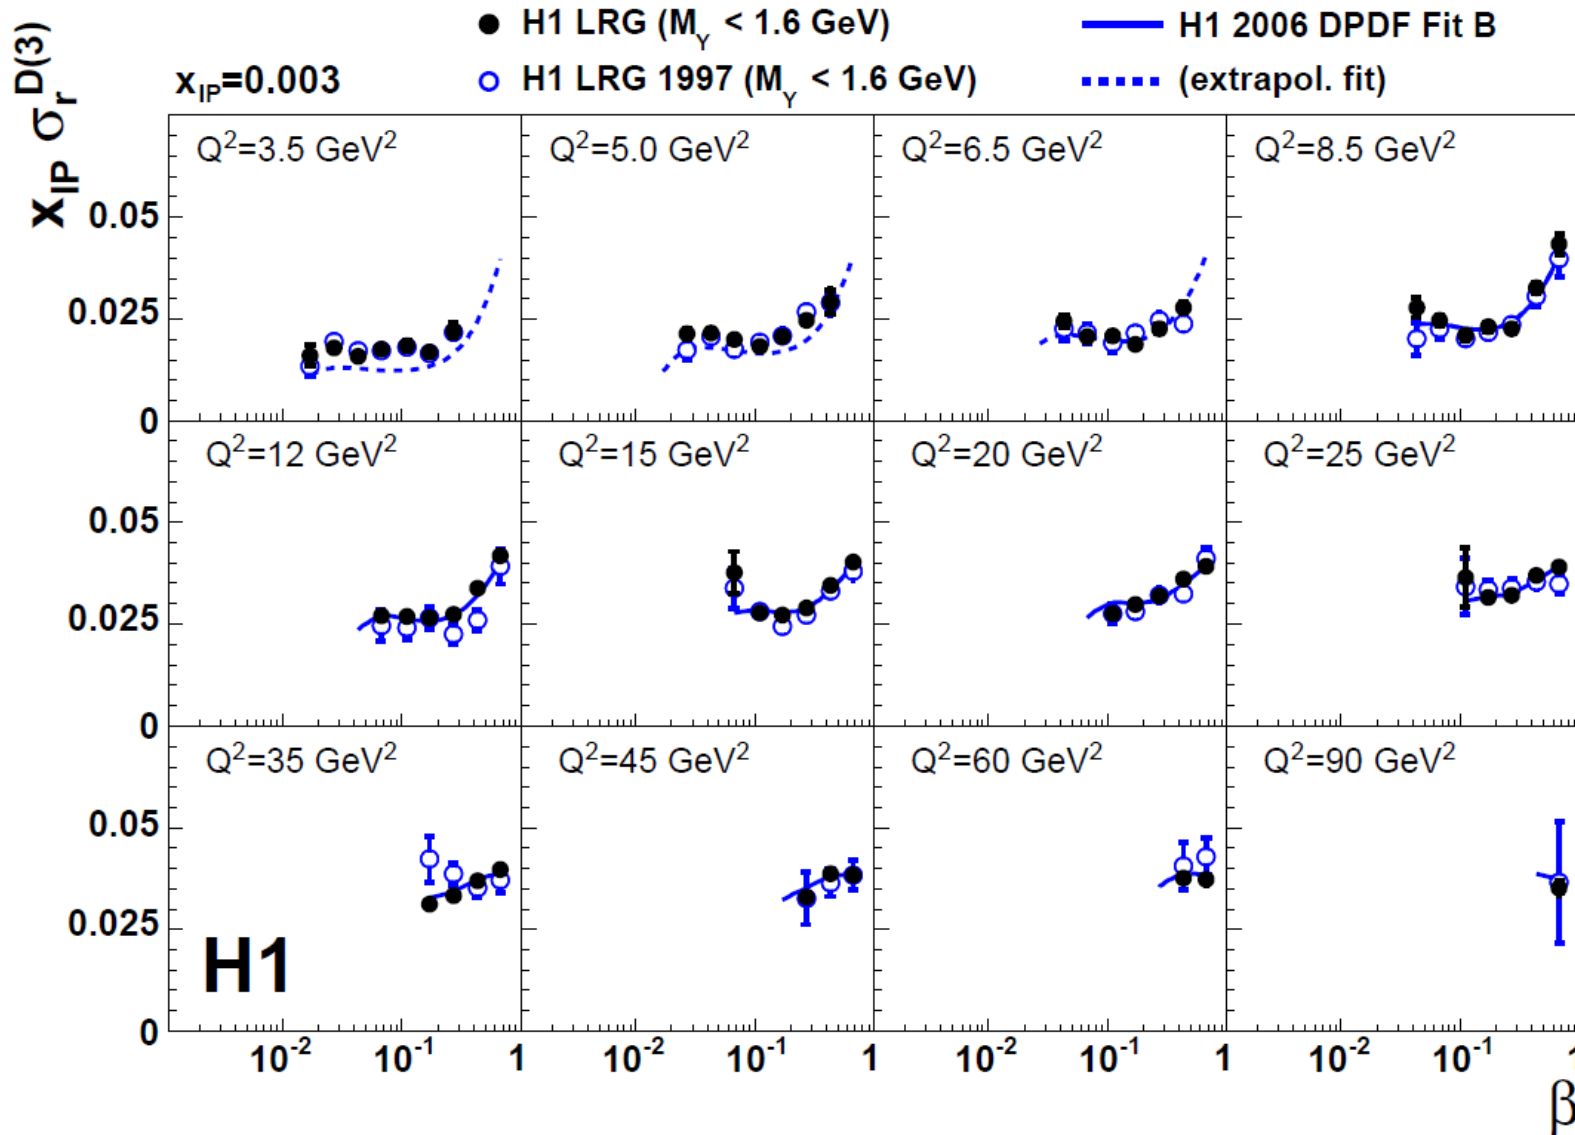 H1 LRG (M_Y < 1.6 GeV)
H1 2006 DPDF Fit B
x_IP=0.003
H1 LRG 1997 (M_Y < 1.6 GeV)
(extrapol. fit)
x_IP σ_r^D(3)
Q²=3.5 GeV²
Q²=5.0 GeV²
Q²=6.5 GeV²
Q²=8.5 GeV²
0.05
0.025
0
Q²=12 GeV²
Q²=15 GeV²
Q²=20 GeV²
Q²=25 GeV²
0.05
0.025
0
Q²=35 GeV²
Q²=45 GeV²
Q²=60 GeV²
Q²=90 GeV²
0.05
0.025
H1
0
10⁻² 10⁻¹ 1 10⁻² 10⁻¹ 1 10⁻² 10⁻¹ 1 10⁻² 10⁻¹ 1
β